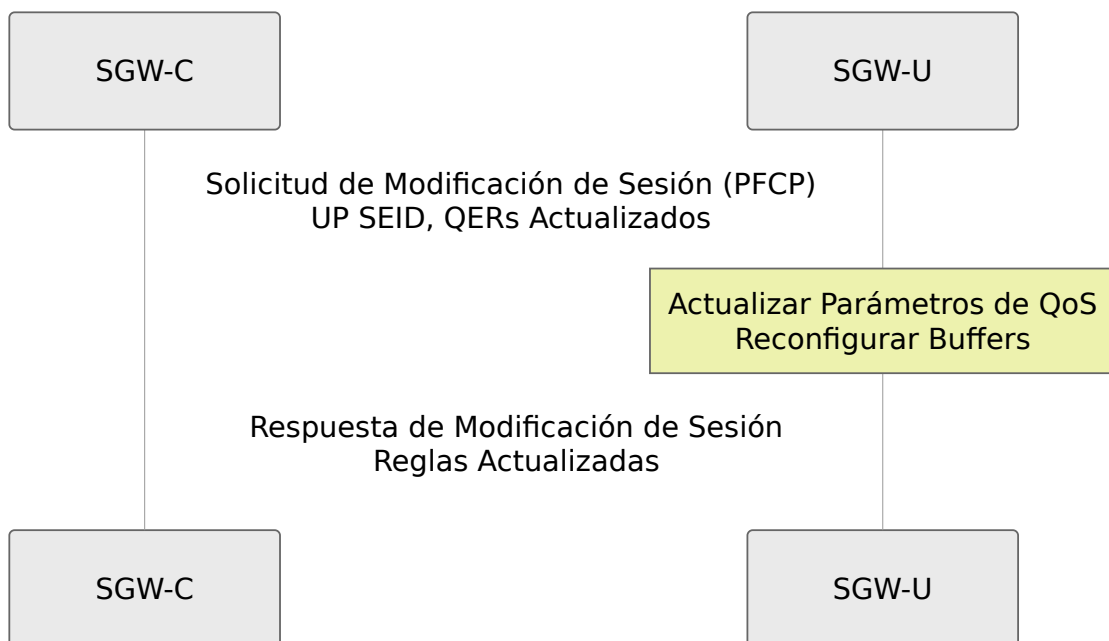 SGW-C
SGW-U
Solicitud de Modificación de Sesión (PFCP)
UP SEID, QERs Actualizados
Actualizar Parámetros de QoS
Reconfigurar Buffers
Respuesta de Modificación de Sesión
Reglas Actualizadas
SGW-C
SGW-U